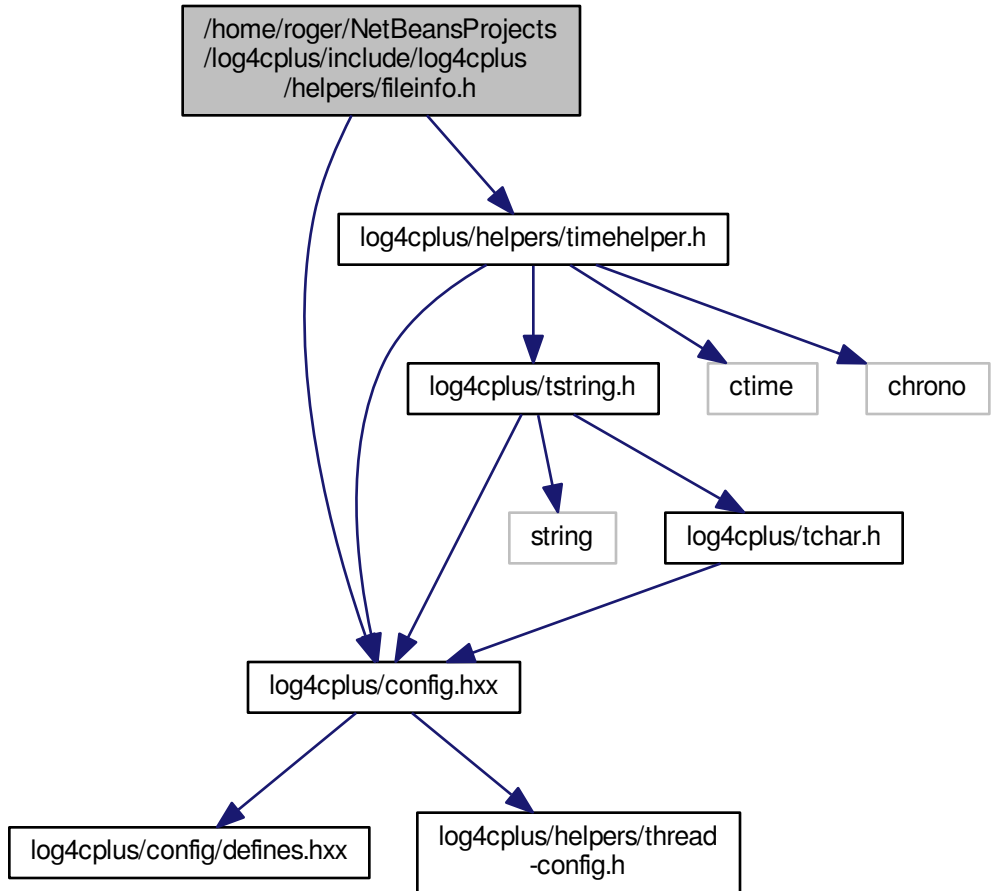 /home/roger/NetBeansProjects
/log4cplus/include/log4cplus
/helpers/fileinfo.h
log4cplus/helpers/timehelper.h
log4cplus/tstring.h
ctime
chrono
string
log4cplus/tchar.h
log4cplus/config.hxx
log4cplus/config/defines.hxx
log4cplus/helpers/thread
-config.h